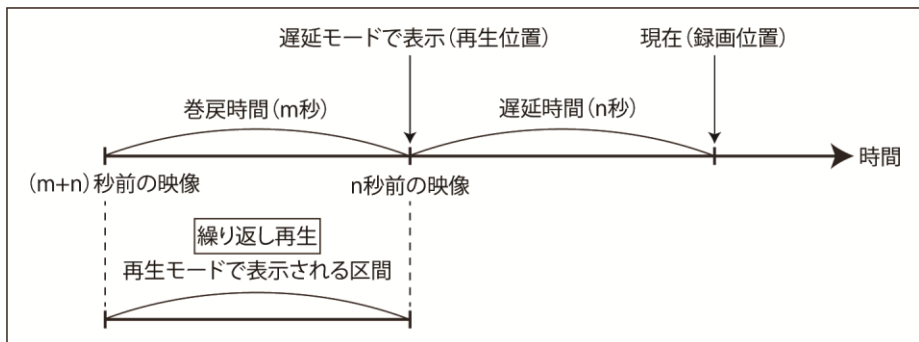 遅延モードで表示（再生位置）
現在（録画位置）
巻戻時間（m秒）
遅延時間（n秒）
時間
（m+n）秒前の映像
n秒前の映像
繰り返し再生
再生モードで表示される区間